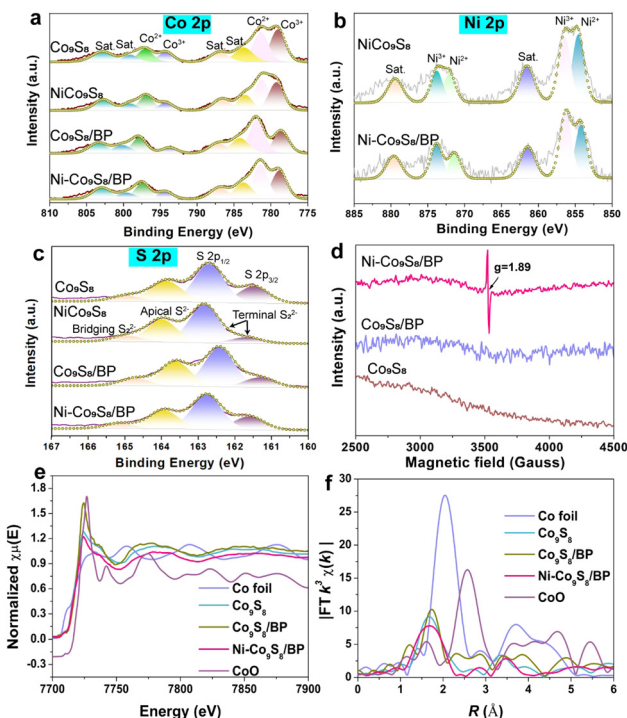 a
Co 2p
Sat.
Sat.
Co²⁺
Co³⁺
Sat.
Sat.
Co²⁺
Co³⁺
Co₉S₈
NiCo₉S₈
Co₉S₈/BP
Ni-Co₉S₈/BP
Intensity (a.u.)
810 805 800 795 790 785 780 775
Binding Energy (eV)
b
Ni 2p
NiCo₉S₈
Sat.
Ni³⁺
Ni²⁺
Sat.
Ni³⁺
Ni²⁺
Ni-Co₉S₈/BP
Intensity (a.u.)
885 880 875 870 865 860 855 850
Binding Energy (eV)
c
S 2p
S 2p₁/₂
S 2p₃/₂
Co₉S₈
NiCo₉S₈
Apical S²⁻
Terminal S₂²⁻
Bridging S₂²⁻
Co₉S₈/BP
Ni-Co₉S₈/BP
Intensity (a.u.)
167 166 165 164 163 162 161 160
Binding Energy (eV)
d
Ni-Co₉S₈/BP
g=1.89
Co₉S₈/BP
Co₉S₈
Intensity (a.u.)
2500 3000 3500 4000 4500
Magnetic field (Gauss)
e
1.8
1.5
1.2
0.9
0.6
0.3
0.0
-0.3
Normalized χμ(E)
Co foil
Co₉S₈
Co₉S₈/BP
Ni-Co₉S₈/BP
CoO
7700 7750 7800 7850 7900
Energy (eV)
f
30
25
20
15
10
5
0
|FT k³ χ(k) |
Co foil
Co₉S₈
Co₉S₈/BP
Ni-Co₉S₈/BP
CoO
0 1 2 3 4 5 6
R (Å)